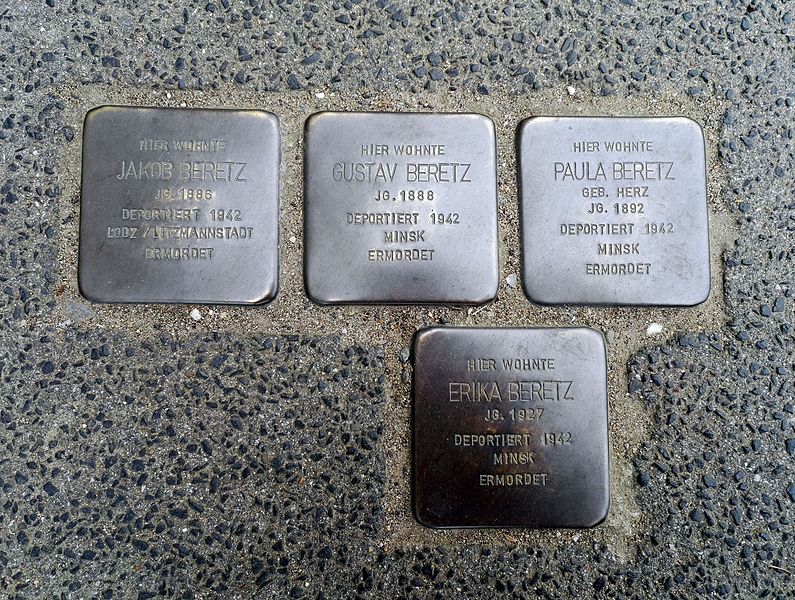 HIER WOHNTE
JAKOB BERETZ
JG. 1886
DEPORTIERT 1942
LODZ / LITZMANNSTADT
ERMORDET
HIER WOHNTE
GUSTAV BERETZ
JG. 1888
DEPORTIERT 1942
MINSK
ERMORDET
HIER WOHNTE
PAULA BERETZ
GEB. HERZ
JG. 1892
DEPORTIERT 1942
MINSK
ERMORDET
HIER WOHNTE
ERIKA BERETZ
JG. 1927
DEPORTIERT 1942
MINSK
ERMORDET